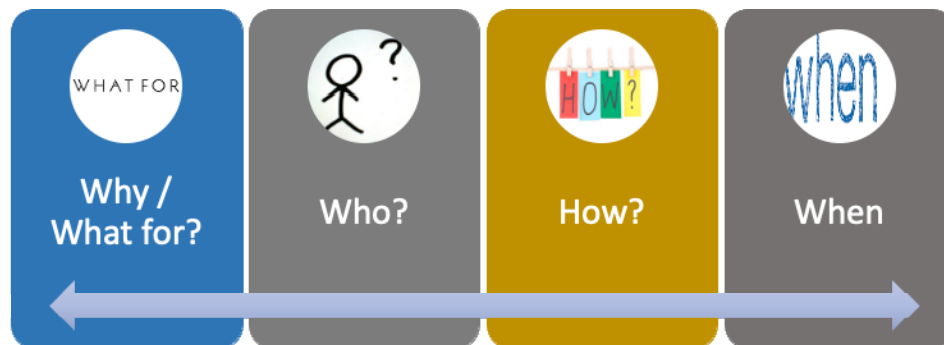 WHAT FOR
Why /
What for?
?
Who?
HOW?
How?
when
When